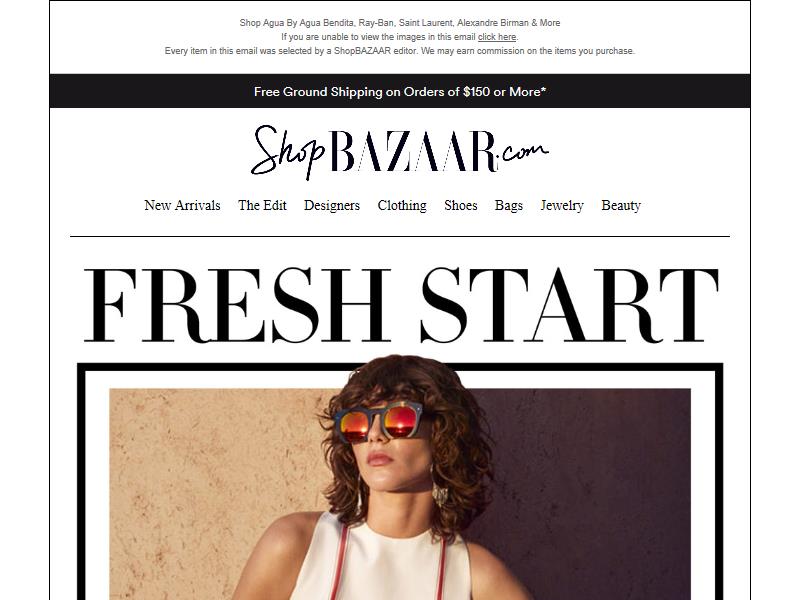 Shop Agua By Agua Bendita, Ray-Ban, Saint Laurent, Alexandre Birman & More
If you are unable to view the images in this email click here.
Every item in this email was selected by a ShopBAZAAR editor. We may earn commission on the items you purchase.
Free Ground Shipping on Orders of $150 or More*
ShopBAZAAR.com
New Arrivals The Edit Designers Clothing Shoes Bags Jewelry Beauty
FRESH START